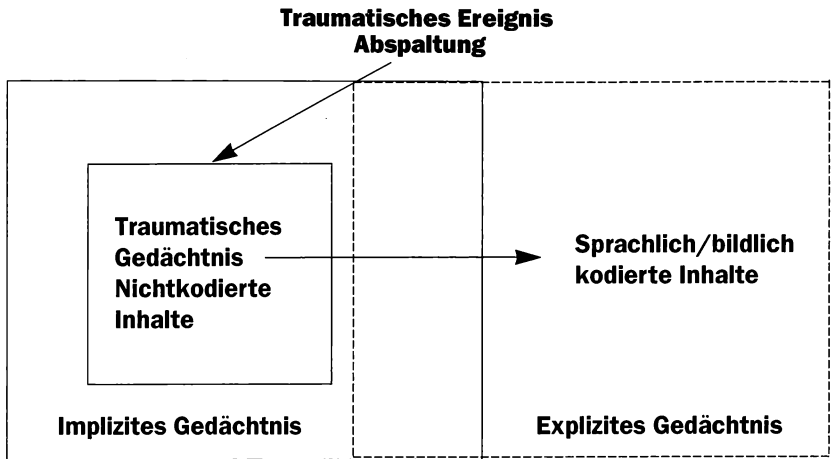 Traumatisches Ereignis
Abspaltung
Traumatisches
Gedächtnis
Nichtkodierte
Inhalte
Sprachlich/bildlich
kodierte Inhalte
Implizites Gedächtnis
Explizites Gedächtnis